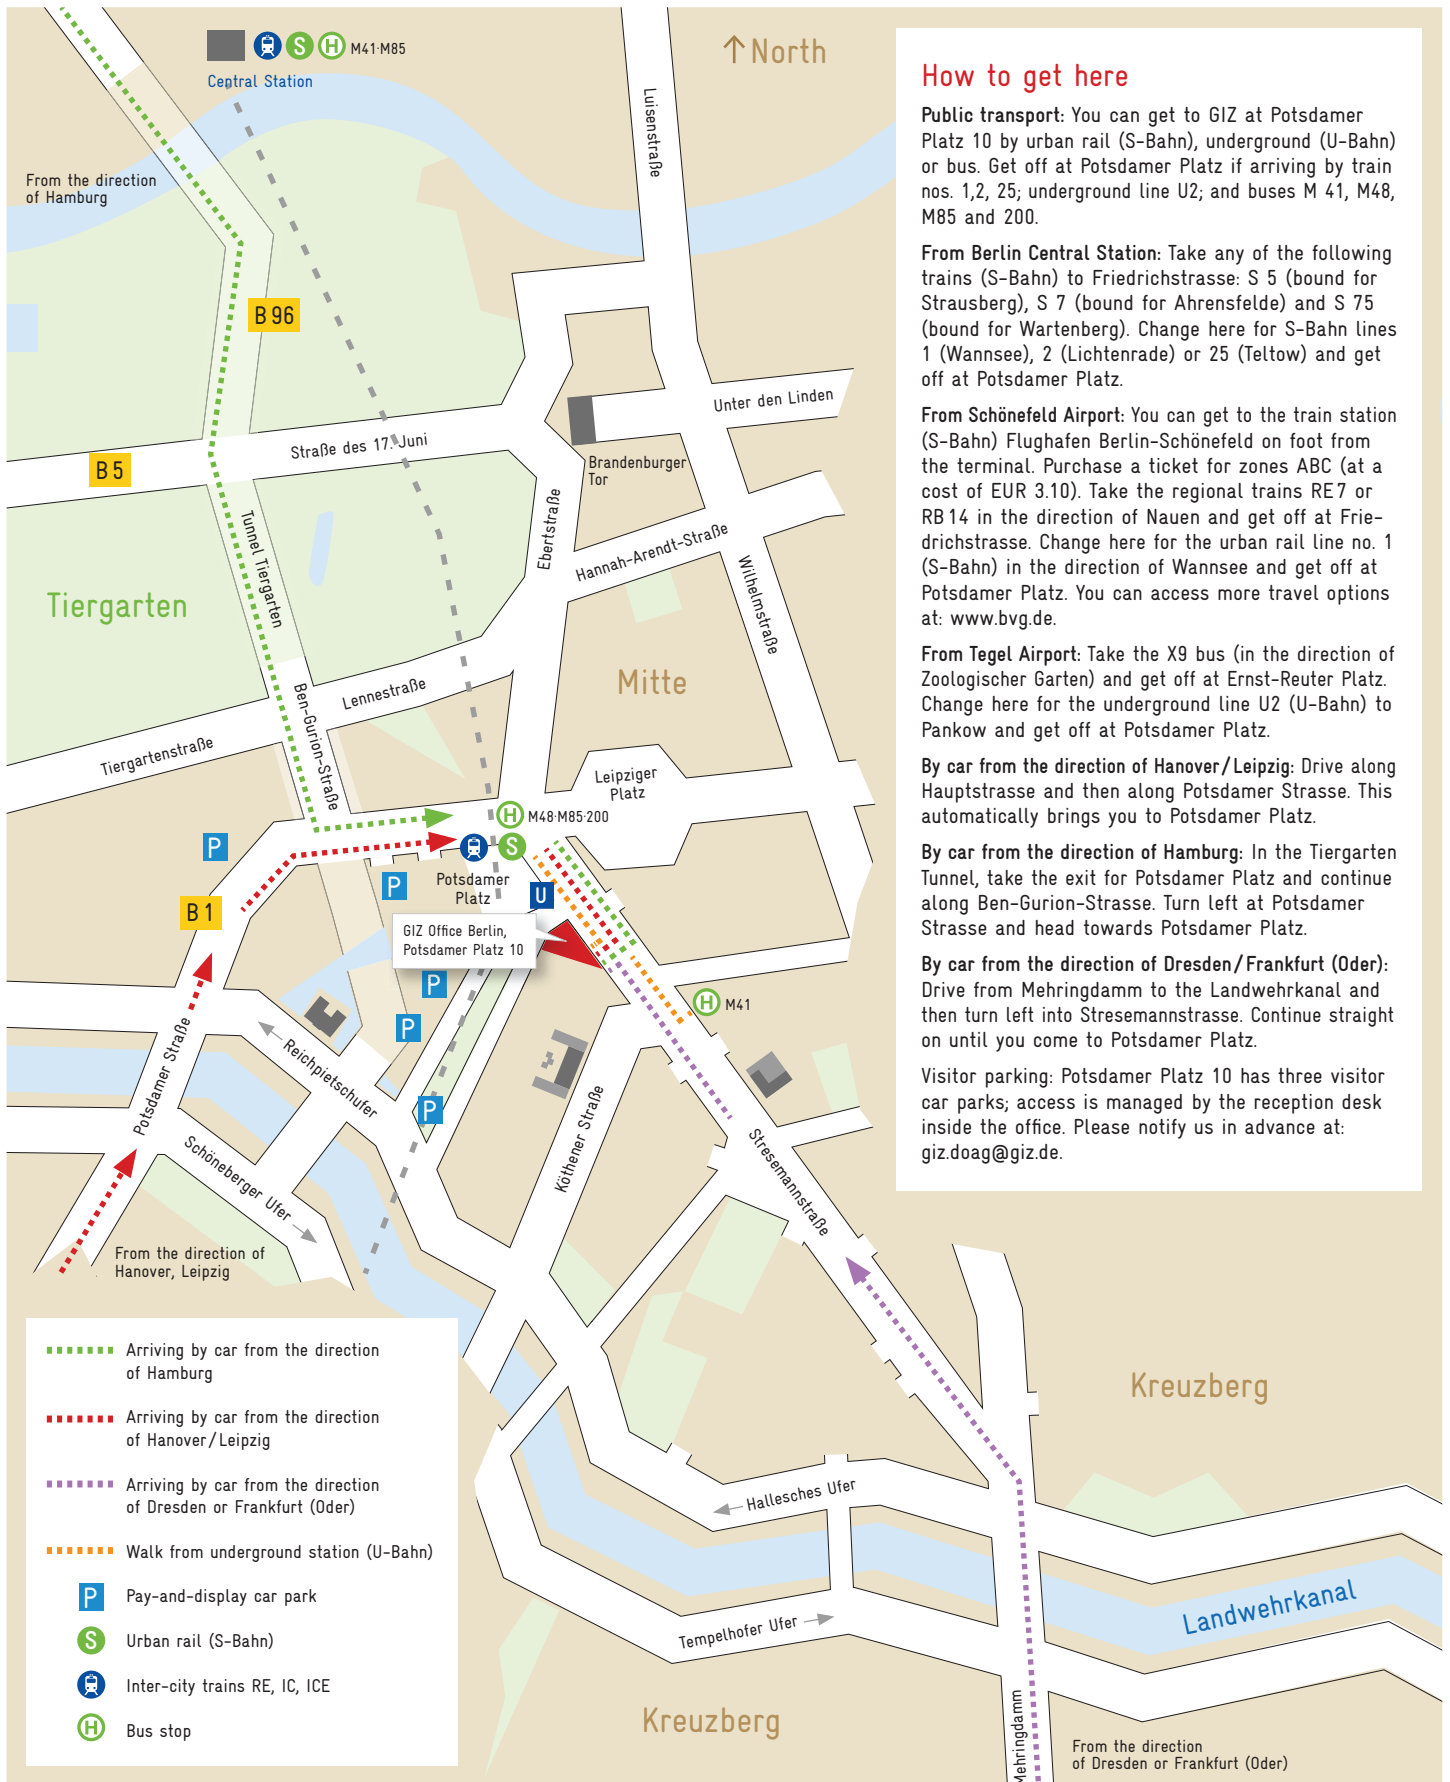 M41·M85
Central Station
↑ North
Luisenstraße
From the direction
of Hamburg
B 96
Unter den Linden
Straße des 17. Juni
B 5
Brandenburger
Tor
Ebertstraße
Tunnel Tiergarten
Hannah-Arendt-Straße
Wilhelmstraße
Tiergarten
Mitte
Lennestraße
Ben-Gurion-Straße
Tiergartenstraße
Leipziger
Platz
H M48·M85·200
S
P
P
Potsdamer
Platz
U
B 1
GIZ Office Berlin,
Potsdamer Platz 10
P
H M41
P
Potsdamer Straße
Reichpietschufer
P
Köthener Straße
Stresemannstraße
Schöneberger Ufer
From the direction of
Hanover, Leipzig
Kreuzberg
Hallesches Ufer
Landwehrkanal
Tempelhofer Ufer
Kreuzberg
Mehringdamm
From the direction
of Dresden or Frankfurt (Oder)
How to get here
Public transport: You can get to GIZ at Potsdamer
Platz 10 by urban rail (S-Bahn), underground (U-Bahn)
or bus. Get off at Potsdamer Platz if arriving by train
nos. 1,2, 25; underground line U2; and buses M 41, M48,
M85 and 200.
From Berlin Central Station: Take any of the following
trains (S-Bahn) to Friedrichstrasse: S 5 (bound for
Strausberg), S 7 (bound for Ahrensfelde) and S 75
(bound for Wartenberg). Change here for S-Bahn lines
1 (Wannsee), 2 (Lichtenrade) or 25 (Teltow) and get
off at Potsdamer Platz.
From Schönefeld Airport: You can get to the train station
(S-Bahn) Flughafen Berlin-Schönefeld on foot from
the terminal. Purchase a ticket for zones ABC (at a
cost of EUR 3.10). Take the regional trains RE 7 or
RB 14 in the direction of Nauen and get off at Frie-
drichstrasse. Change here for the urban rail line no. 1
(S-Bahn) in the direction of Wannsee and get off at
Potsdamer Platz. You can access more travel options
at: www.bvg.de.
From Tegel Airport: Take the X9 bus (in the direction of
Zoologischer Garten) and get off at Ernst-Reuter Platz.
Change here for the underground line U2 (U-Bahn) to
Pankow and get off at Potsdamer Platz.
By car from the direction of Hanover/Leipzig: Drive along
Hauptstrasse and then along Potsdamer Strasse. This
automatically brings you to Potsdamer Platz.
By car from the direction of Hamburg: In the Tiergarten
Tunnel, take the exit for Potsdamer Platz and continue
along Ben-Gurion-Strasse. Turn left at Potsdamer
Strasse and head towards Potsdamer Platz.
By car from the direction of Dresden/Frankfurt (Oder):
Drive from Mehringdamm to the Landwehrkanal and
then turn left into Stresemannstrasse. Continue straight
on until you come to Potsdamer Platz.
Visitor parking: Potsdamer Platz 10 has three visitor
car parks; access is managed by the reception desk
inside the office. Please notify us in advance at:
giz.doag@giz.de.
Arriving by car from the direction
of Hamburg
Arriving by car from the direction
of Hanover/Leipzig
Arriving by car from the direction
of Dresden or Frankfurt (Oder)
Walk from underground station (U-Bahn)
P Pay-and-display car park
S Urban rail (S-Bahn)
Inter-city trains RE, IC, ICE
H Bus stop